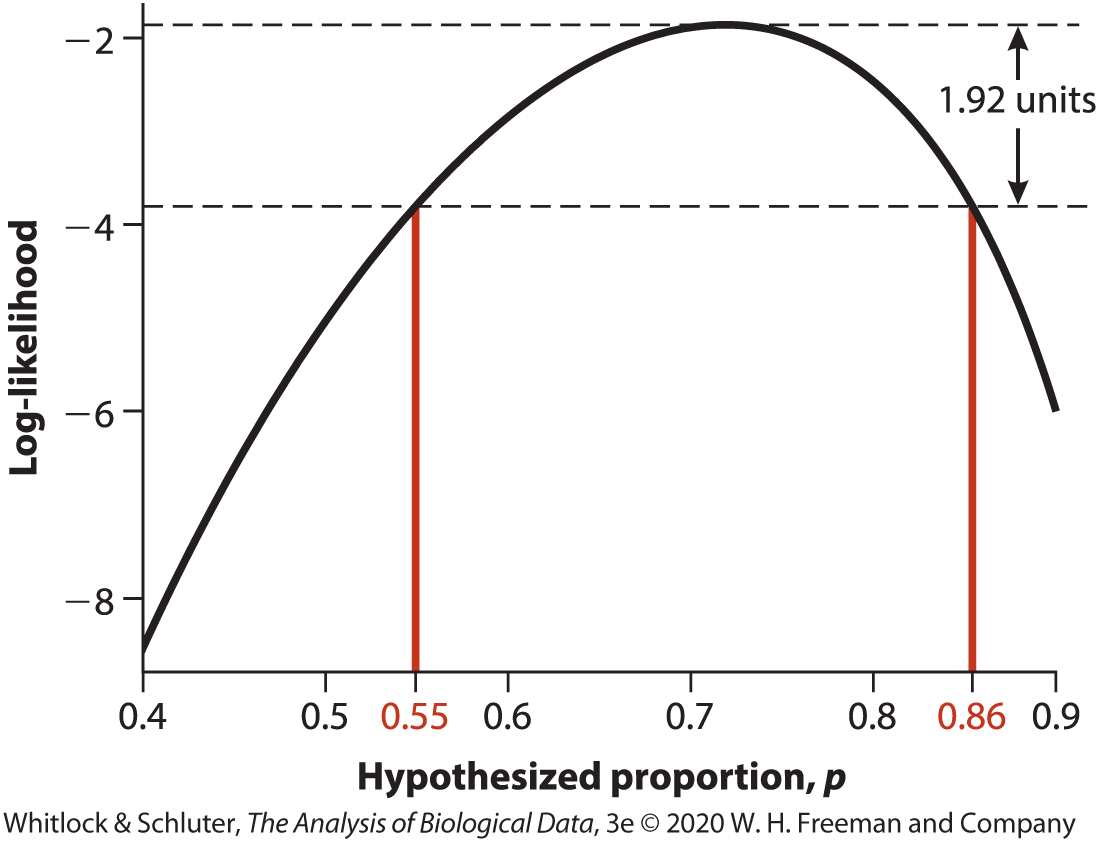 −2
1.92 units
−4
Log-likelihood
−6
−8
0.4 0.5 0.55 0.6 0.7 0.8 0.86 0.9
Hypothesized proportion, p
Whitlock & Schluter, The Analysis of Biological Data, 3e © 2020 W. H. Freeman and Company